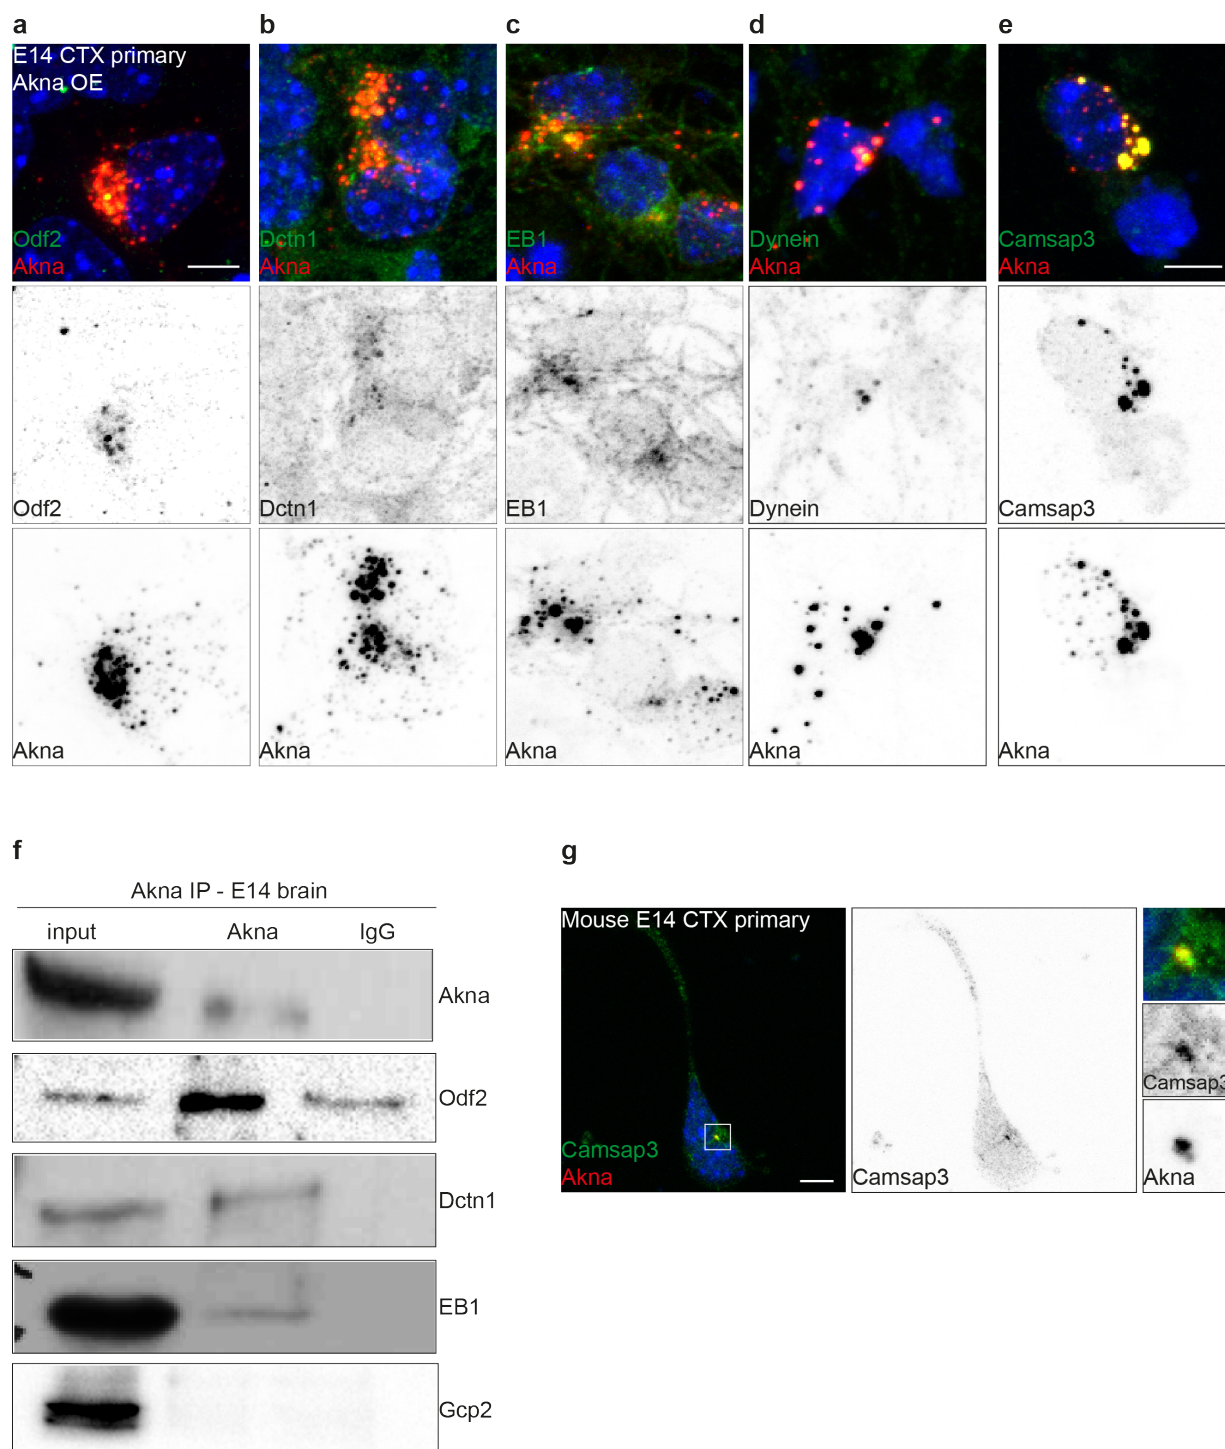 a
b
c
d
e
E14 CTX primary
Akna OE
Odf2
Akna
Dctn1
Akna
EB1
Akna
Dynein
Akna
Camsap3
Akna
Odf2
Dctn1
EB1
Dynein
Camsap3
Akna
Akna
Akna
Akna
Akna
f
Akna IP - E14 brain
input
Akna
IgG
Akna
Odf2
Dctn1
EB1
Gcp2
g
Mouse E14 CTX primary
Camsap3
Akna
Camsap3
Camsap3
Akna